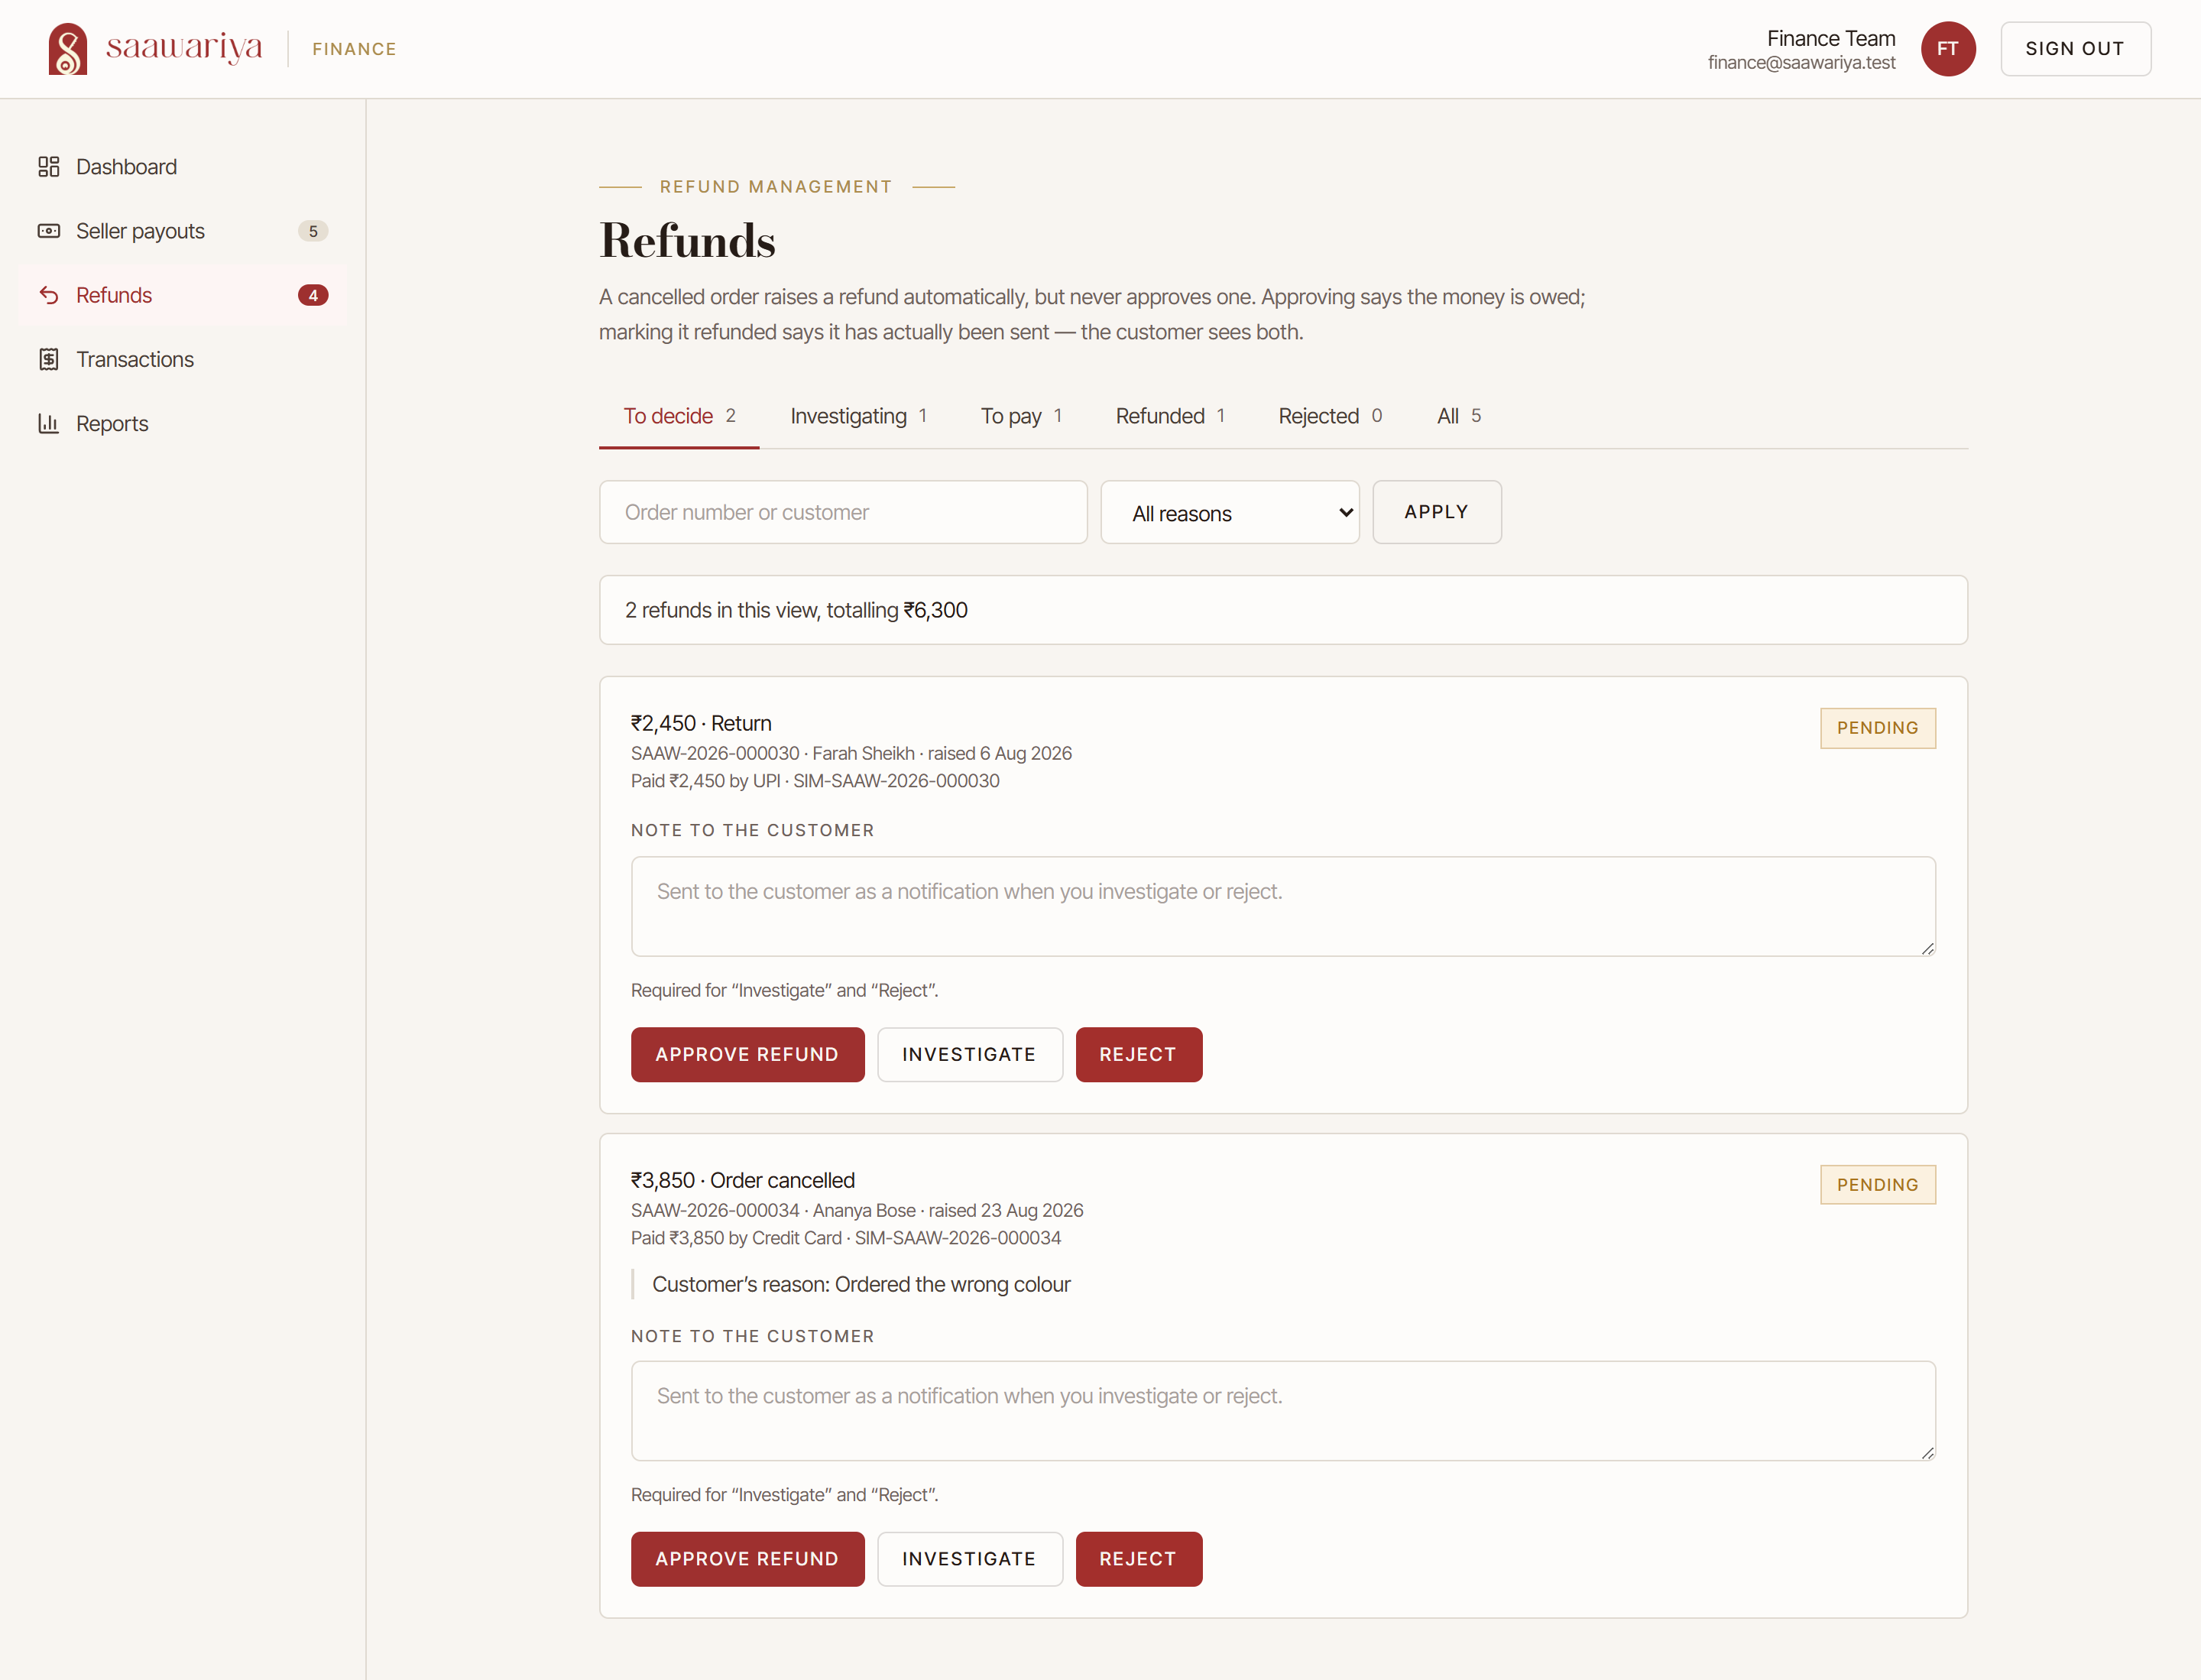 saawariya
FINANCE
Finance Team
finance@saawariya.test
FT
SIGN OUT
Dashboard
Seller payouts 5
Refunds 4
Transactions
Reports
REFUND MANAGEMENT
Refunds
A cancelled order raises a refund automatically, but never approves one. Approving says the money is owed;
marking it refunded says it has actually been sent — the customer sees both.
To decide 2 Investigating 1 To pay 1 Refunded 1 Rejected 0 All 5
Order number or customer
All reasons
APPLY
2 refunds in this view, totalling ₹6,300
₹2,450 · Return
PENDING
SAAW-2026-000030 · Farah Sheikh · raised 6 Aug 2026
Paid ₹2,450 by UPI · SIM-SAAW-2026-000030
NOTE TO THE CUSTOMER
Sent to the customer as a notification when you investigate or reject.
Required for “Investigate” and “Reject”.
APPROVE REFUND INVESTIGATE REJECT
₹3,850 · Order cancelled
PENDING
SAAW-2026-000034 · Ananya Bose · raised 23 Aug 2026
Paid ₹3,850 by Credit Card · SIM-SAAW-2026-000034
Customer’s reason: Ordered the wrong colour
NOTE TO THE CUSTOMER
Sent to the customer as a notification when you investigate or reject.
Required for “Investigate” and “Reject”.
APPROVE REFUND INVESTIGATE REJECT